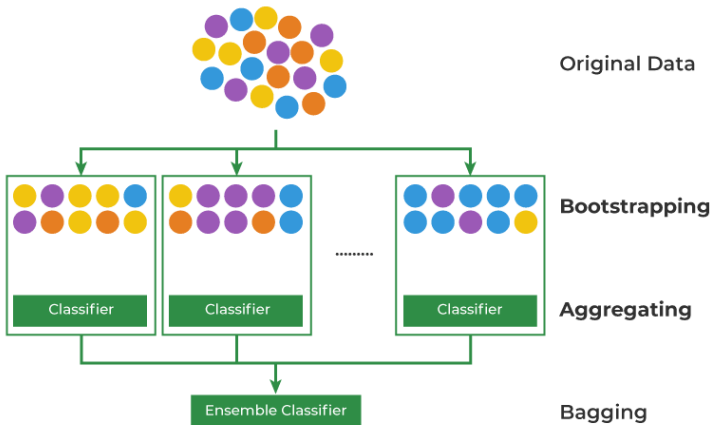 Original Data
Bootstrapping
.........
Classifier
Classifier
Classifier
Aggregating
Ensemble Classifier
Bagging